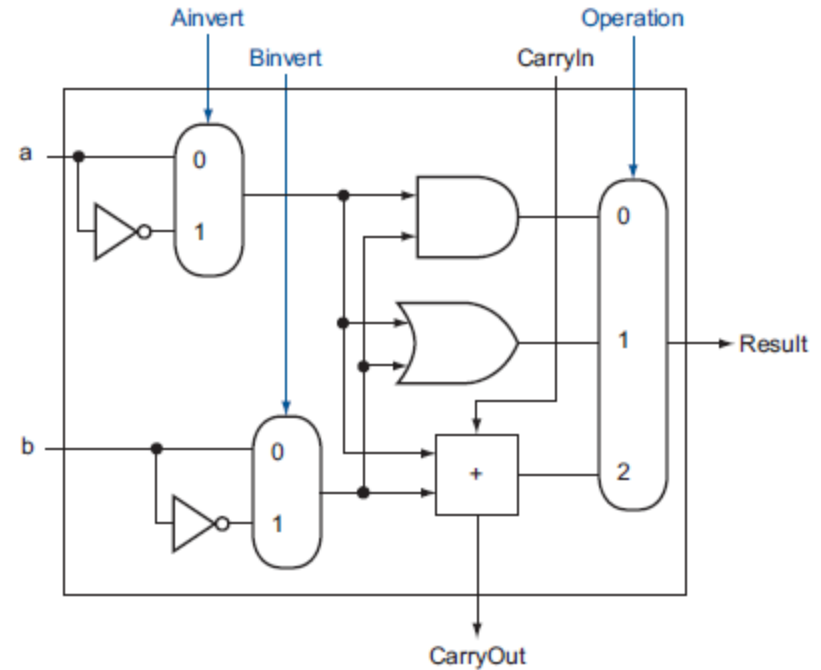 Ainvert
Operation
Binvert
CarryIn
a
0
1
0
1
Result
b
0
1
+
2
CarryOut